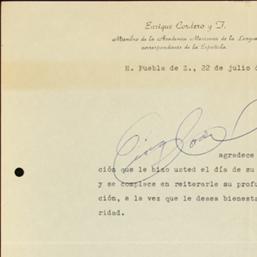 Enrique Cordero y T.
Miembro de la Academia Mexicana de la Lengua
correspondiente de la Española.
H. Puebla de Z., 22 de julio
agradece
ción que le hizo usted el día de su
y se complace en reiterarle su profu
ción, a la vez que le desea bienesta
ridad.